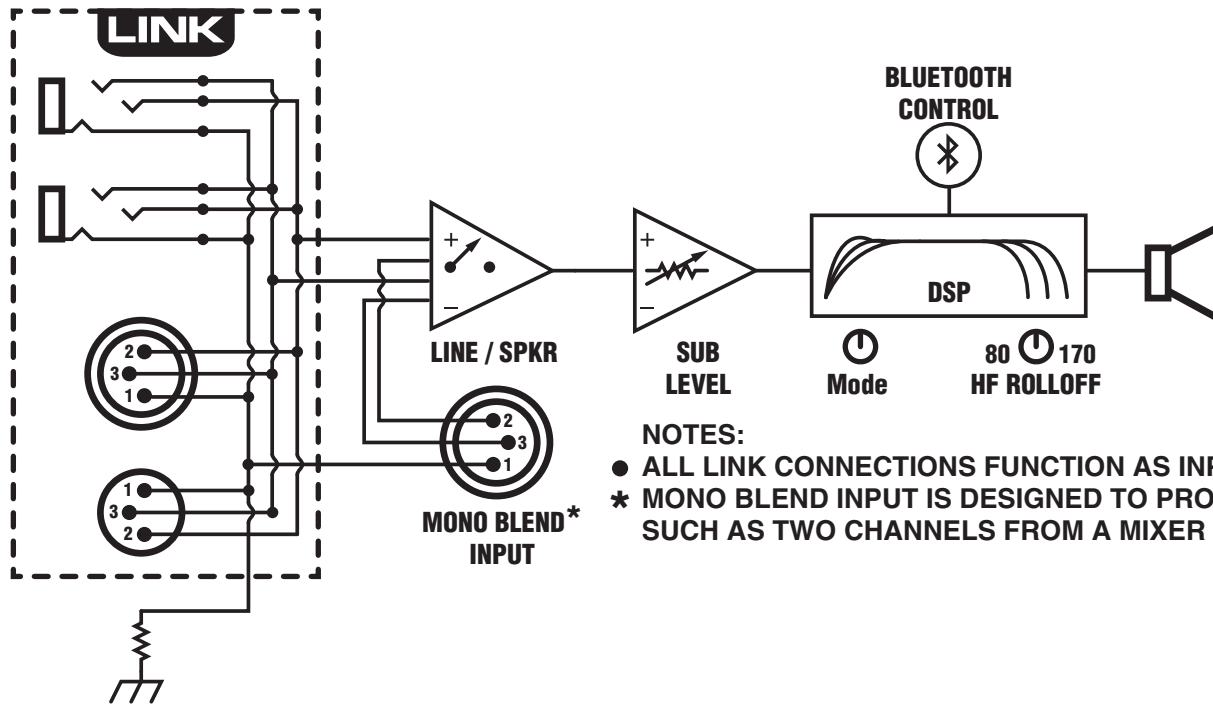 LINK
BLUETOOTH
CONTROL
+
−
LINE / SPKR
+
−
SUB
LEVEL
DSP
Mode
80 170
HF ROLLOFF
2
3
1
1
3
2
2
3
1
MONO BLEND*
INPUT
NOTES:
● ALL LINK CONNECTIONS FUNCTION AS
* MONO BLEND INPUT IS DESIGNED TO
SUCH AS TWO CHANNELS FROM A MIXER